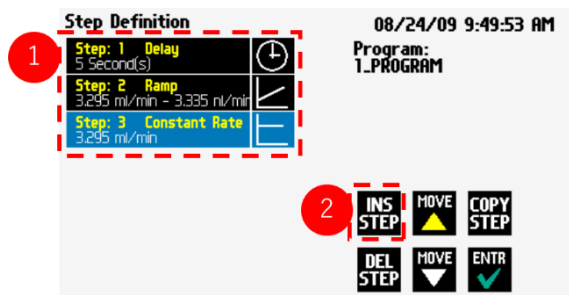 Step Definition
08/24/09 9:49:53 AM
1
Step: 1 Delay
5 Second(s)
Step: 2 Ramp
3.295 ml/min - 3.335 nl/min
Step: 3 Constant Rate
3.295 ml/min
Program:
1_PROGRAM
2
INS
STEP
MOVE
COPY
STEP
DEL
STEP
MOVE
ENTR